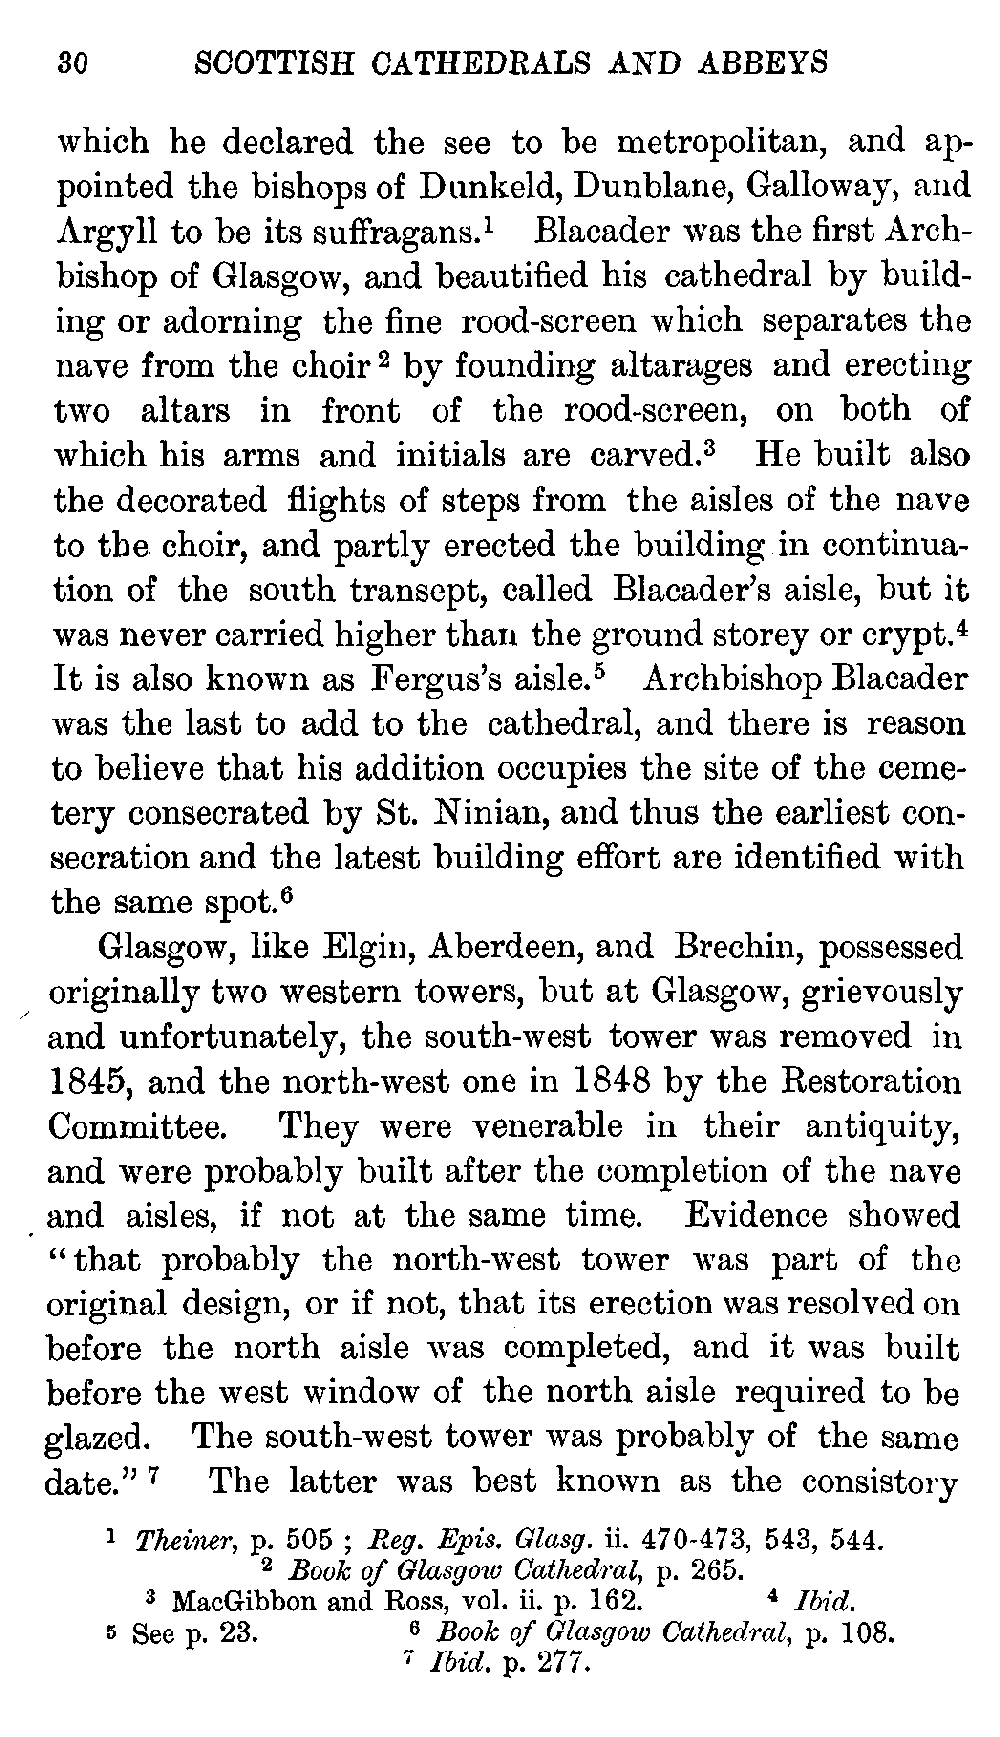 30 SCOTTISH CATHEDRALS AND ABBEYS
which he declared the see to be metropolitan, and ap-
pointed the bishops of Dunkeld, Dunblane, Galloway, and
Argyll to be its suffragans.¹ Blacader was the first Arch-
bishop of Glasgow, and beautified his cathedral by build-
ing or adorning the fine rood-screen which separates the
nave from the choir ² by founding altarages and erecting
two altars in front of the rood-screen, on both of
which his arms and initials are carved.³ He built also
the decorated flights of steps from the aisles of the nave
to the choir, and partly erected the building in continua-
tion of the south transept, called Blacader's aisle, but it
was never carried higher than the ground storey or crypt.⁴
It is also known as Fergus's aisle.⁵ Archbishop Blacader
was the last to add to the cathedral, and there is reason
to believe that his addition occupies the site of the ceme-
tery consecrated by St. Ninian, and thus the earliest con-
secration and the latest building effort are identified with
the same spot.⁶
Glasgow, like Elgin, Aberdeen, and Brechin, possessed
originally two western towers, but at Glasgow, grievously
and unfortunately, the south-west tower was removed in
1845, and the north-west one in 1848 by the Restoration
Committee. They were venerable in their antiquity,
and were probably built after the completion of the nave
and aisles, if not at the same time. Evidence showed
"that probably the north-west tower was part of the
original design, or if not, that its erection was resolved on
before the north aisle was completed, and it was built
before the west window of the north aisle required to be
glazed. The south-west tower was probably of the same
date." ⁷ The latter was best known as the consistory
¹ Theiner, p. 505 ; Reg. Epis. Glasg. ii. 470-473, 543, 544.
² Book of Glasgow Cathedral, p. 265.
³ MacGibbon and Ross, vol. ii. p. 162. ⁴ Ibid.
⁵ See p. 23. ⁶ Book of Glasgow Cathedral, p. 108.
⁷ Ibid. p. 277.